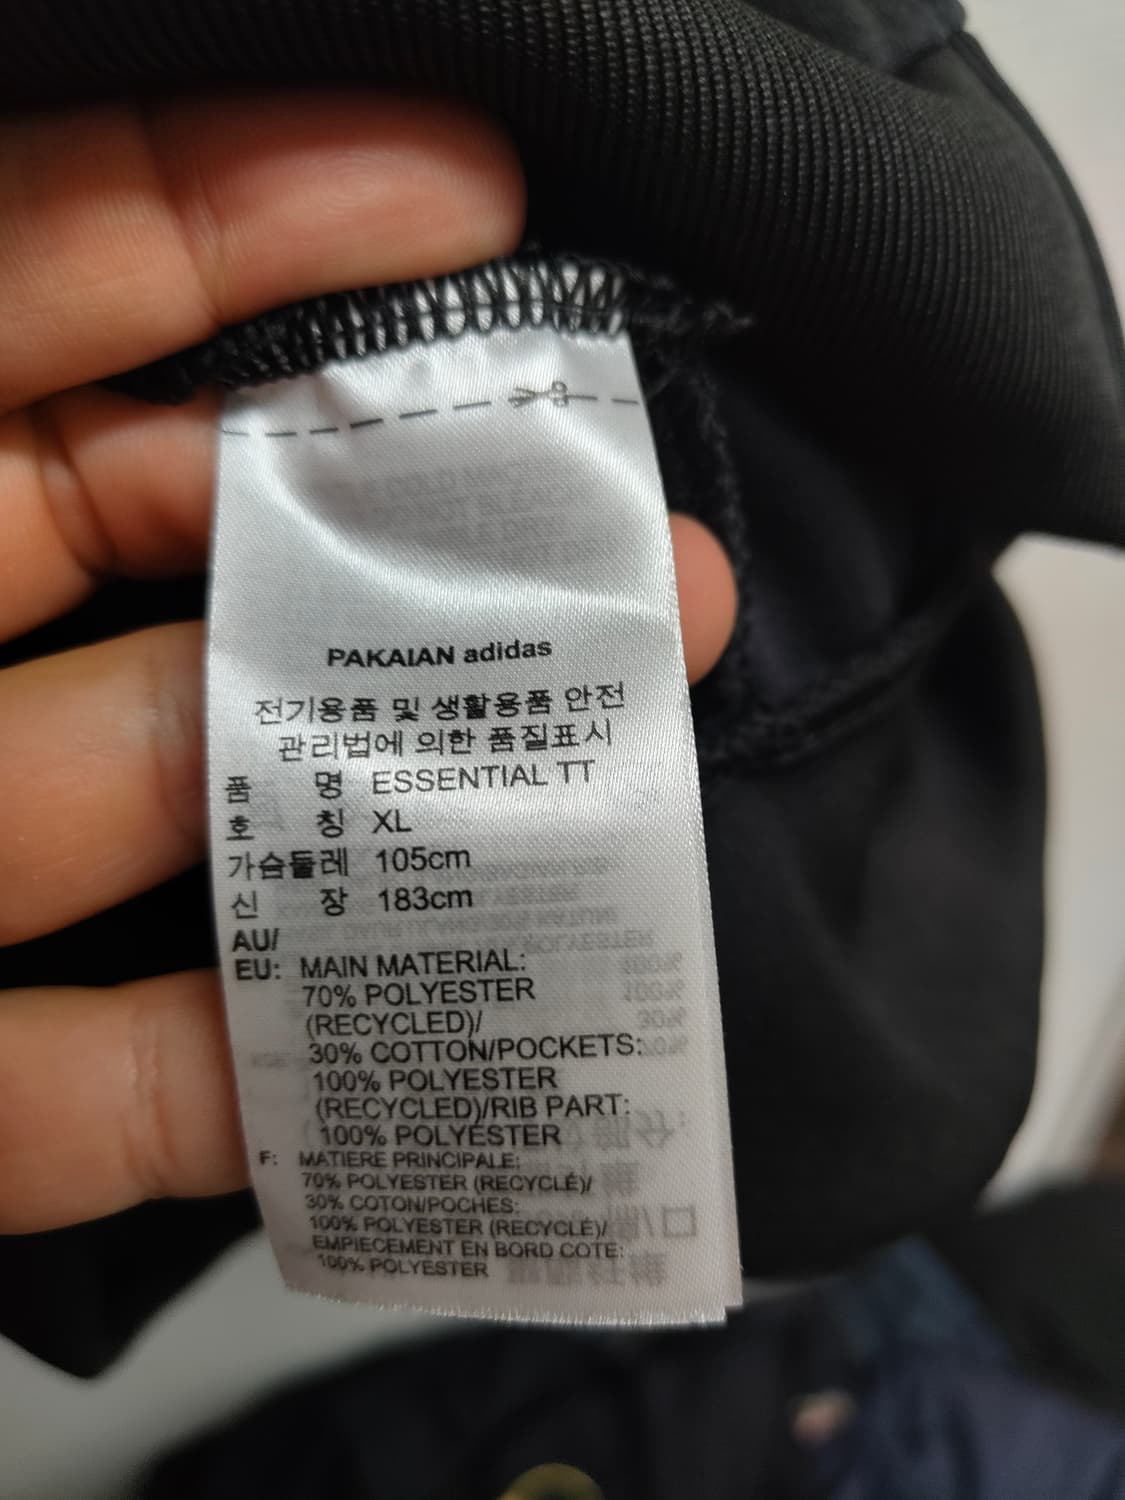 PAKAIAN adidas
전기용품 및 생활용품 안전
관리법에 의한 품질표시
품 명 ESSENTIAL TT
호 칭 XL
가슴둘레 105cm
신 장 183cm
AU/
EU: MAIN MATERIAL:
70% POLYESTER
(RECYCLED)/
30% COTTON/POCKETS:
100% POLYESTER
(RECYCLED)/RIB PART:
100% POLYESTER
F: MATIERE PRINCIPALE:
70% POLYESTER (RECYCLÉ)/
30% COTON/POCHES:
100% POLYESTER (RECYCLÉ)/
EMPIECEMENT EN BORD COTE:
100% POLYESTER